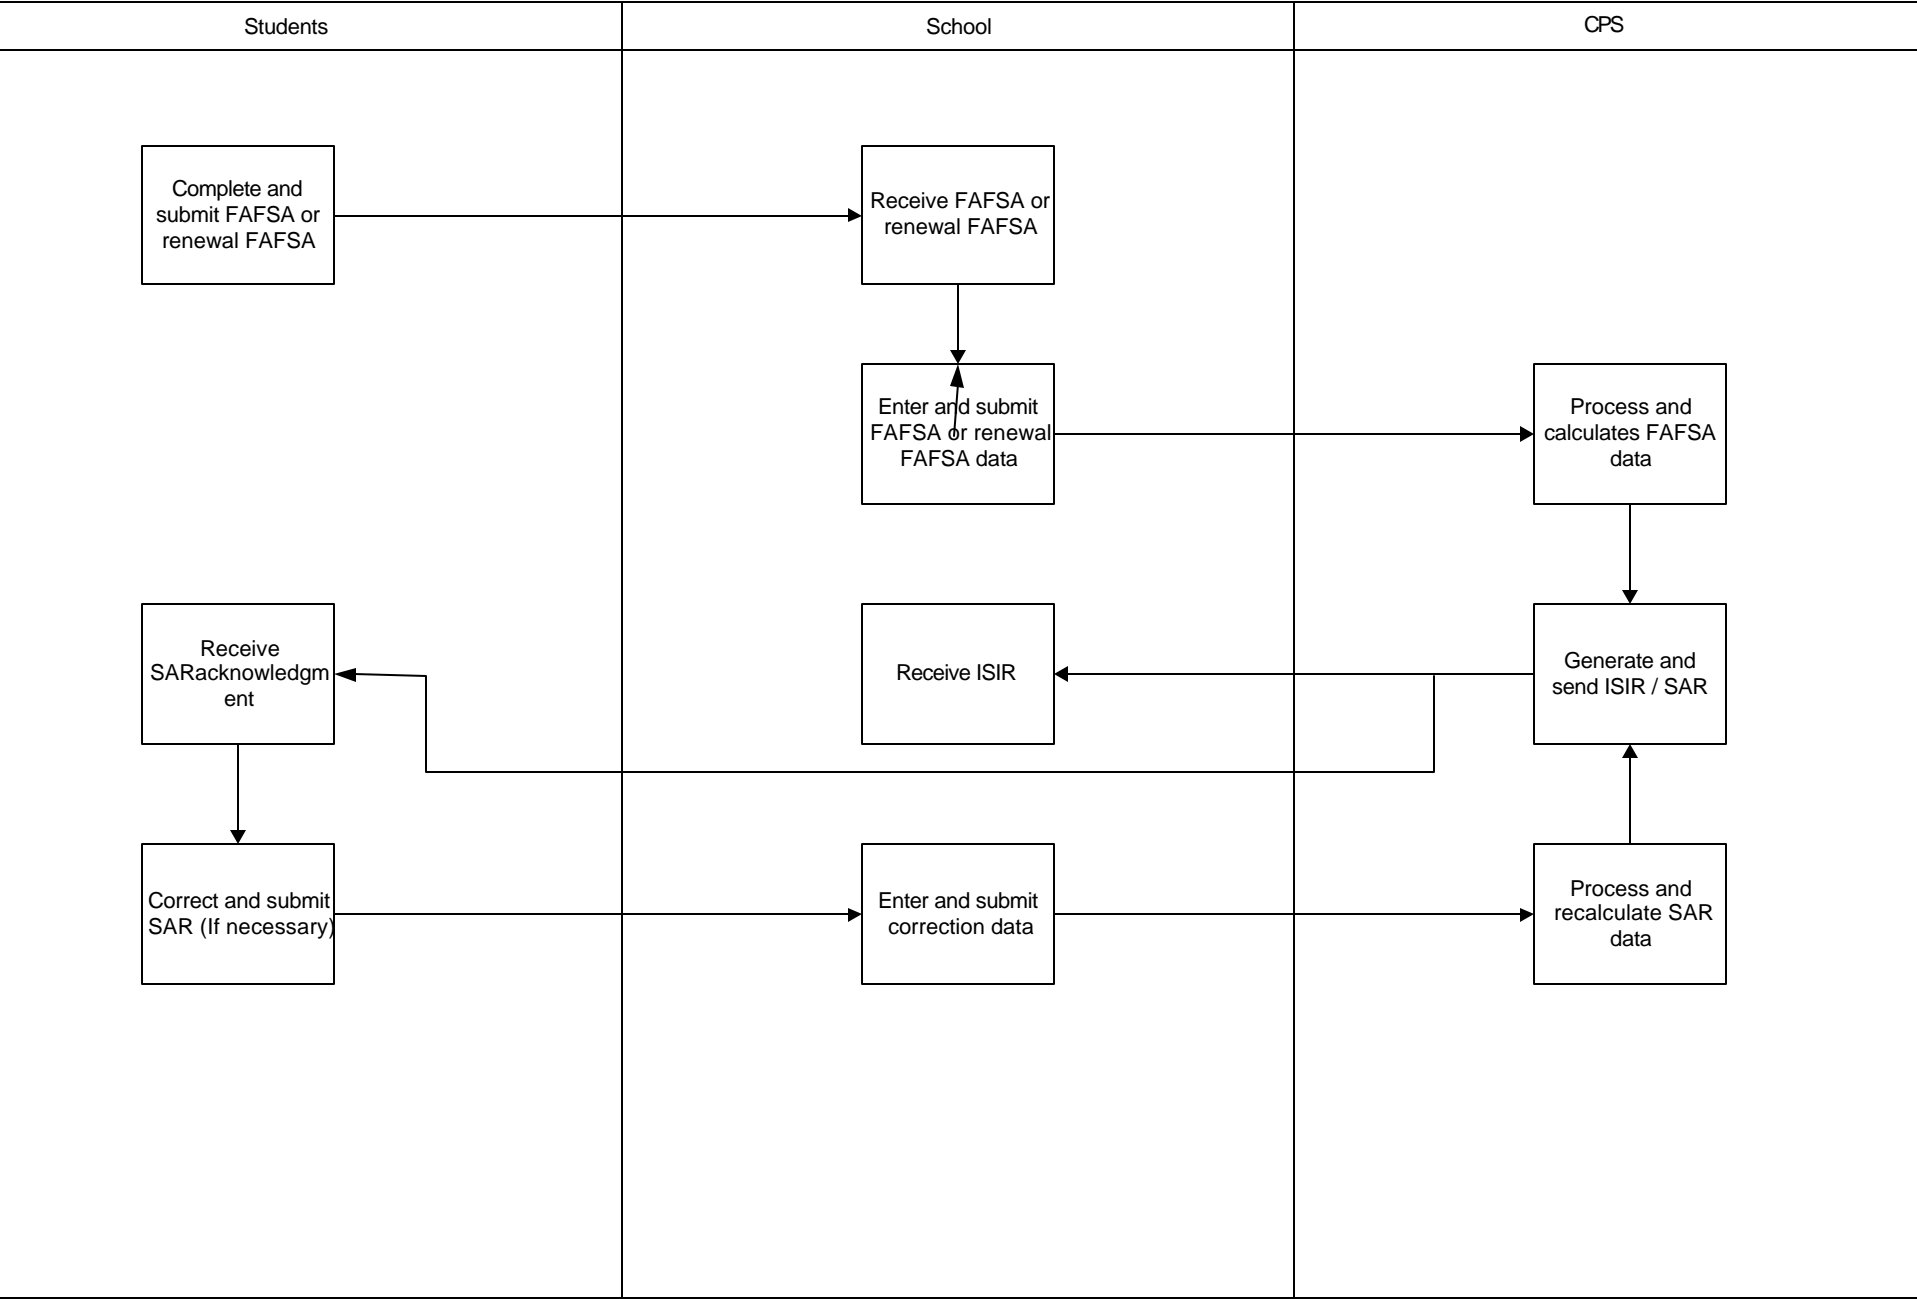 Students
School
CPS
Complete and
submit FAFSA or
renewal FAFSA
Receive FAFSA or
renewal FAFSA
Enter and submit
FAFSA or renewal
FAFSA data
Process and
calculates FAFSA
data
Receive
SARacknowledgm
ent
Receive ISIR
Generate and
send ISIR / SAR
Correct and submit
SAR (If necessary)
Enter and submit
correction data
Process and
recalculate SAR
data